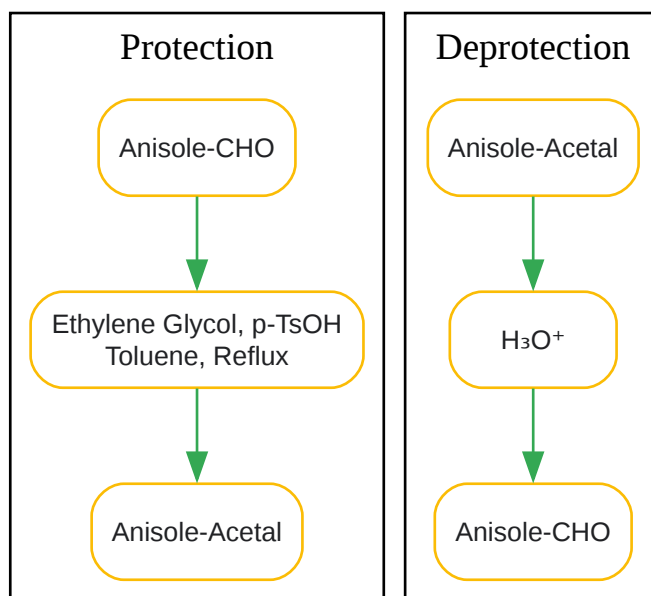 Protection
Anisole-CHO
Ethylene Glycol, p-TsOH
Toluene, Reflux
Anisole-Acetal
Deprotection
Anisole-Acetal
H₃O⁺
Anisole-CHO